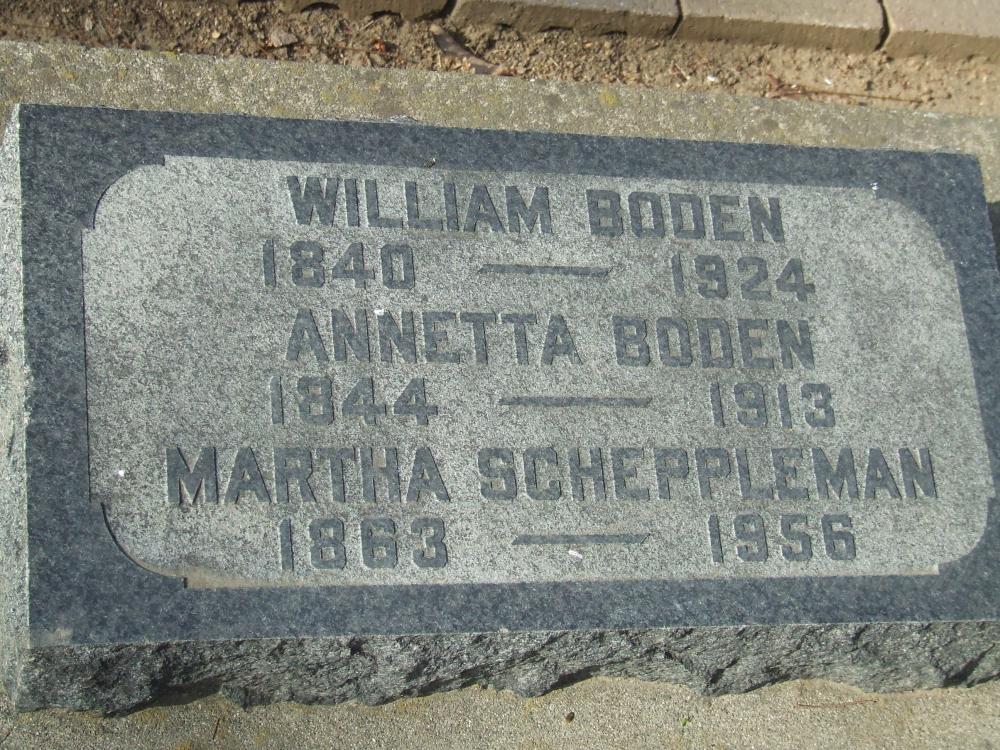 WILLIAM BODEN
1840 — 1924
ANNETTA BODEN
1844 — 1913
MARTHA SCHEPPLEMAN
1863 — 1956